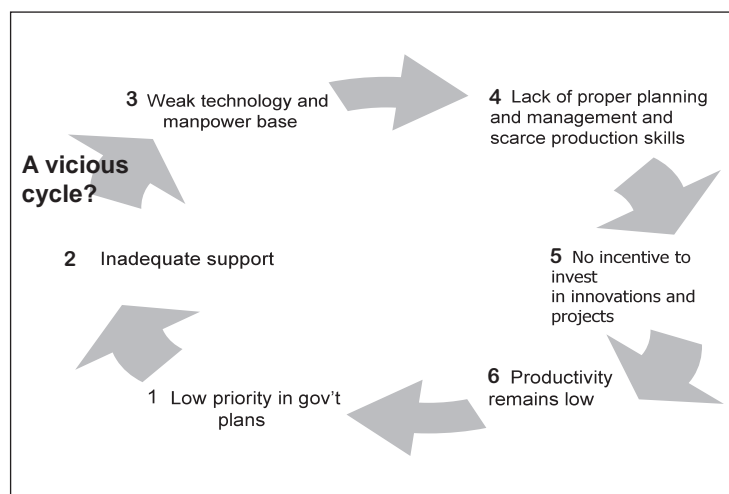 3 Weak technology and
manpower base
4 Lack of proper planning
and management and
scarce production skills
A vicious
cycle?
2 Inadequate support
5 No incentive to
invest
in innovations and
projects
1 Low priority in gov't
plans
6 Productivity
remains low